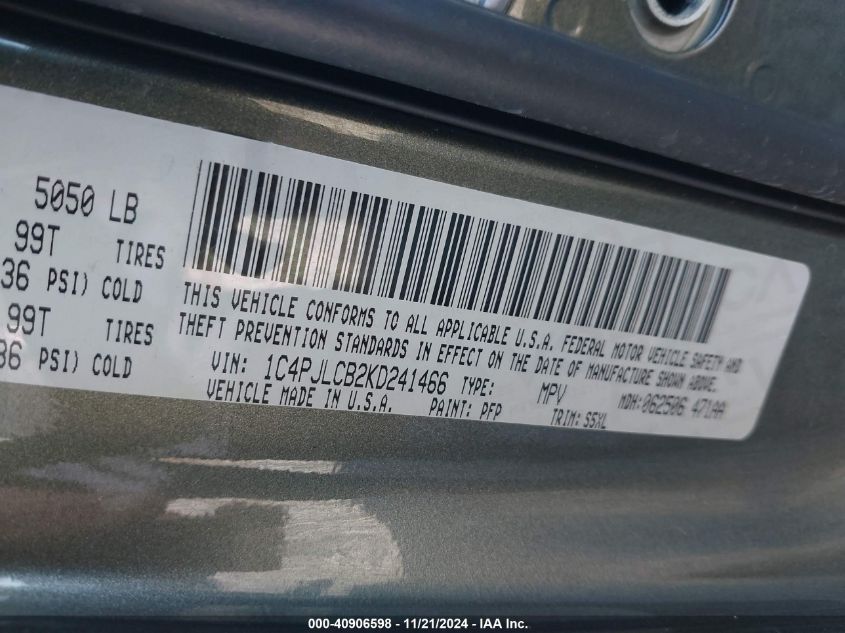 5050 LB
99T TIRES
36 PSI) COLD
99T TIRES
36 PSI) COLD
THIS VEHICLE CONFORMS TO ALL APPLICABLE U.S.A. FEDERAL MOTOR VEHICLE SAFETY AND
THEFT PREVENTION STANDARDS IN EFFECT ON THE DATE OF MANUFACTURE SHOWN ABOVE.
VIN: 1C4PJLCB2KD241466 TYPE: MPV MDH:062506 471AA
VEHICLE MADE IN U.S.A. PAINT: PFP TRIM: S5XL
000-40906598 - 11/21/2024 - IAA Inc.